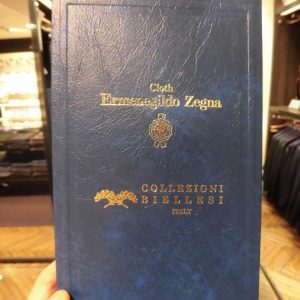 Cloth
Ermenegildo Zegna
COLLEZIONI
BIELLESI
ITALY